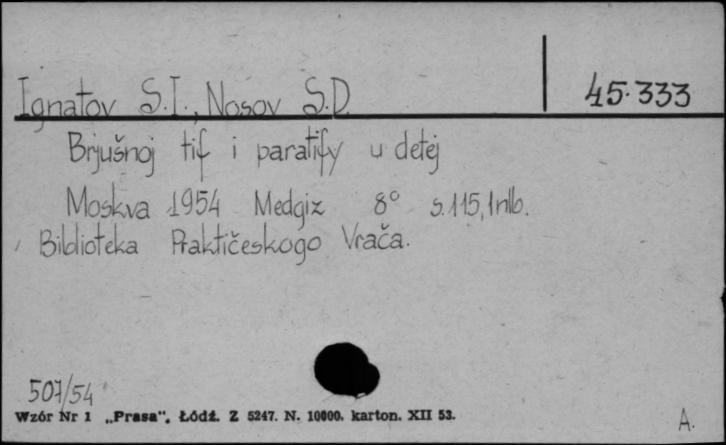 45.333
Ignatov S.I., Nosov S.D.
Brjušnoj tif i paratify u detej
Moskva 1954 Medgiz 8° s.115,1nlb.
Biblioteka Praktičeskogo Vrača.
507/54
Wzór Nr 1 „Prasa", Łódź. Z 5247. N. 10000. karton. XII 53.
A.